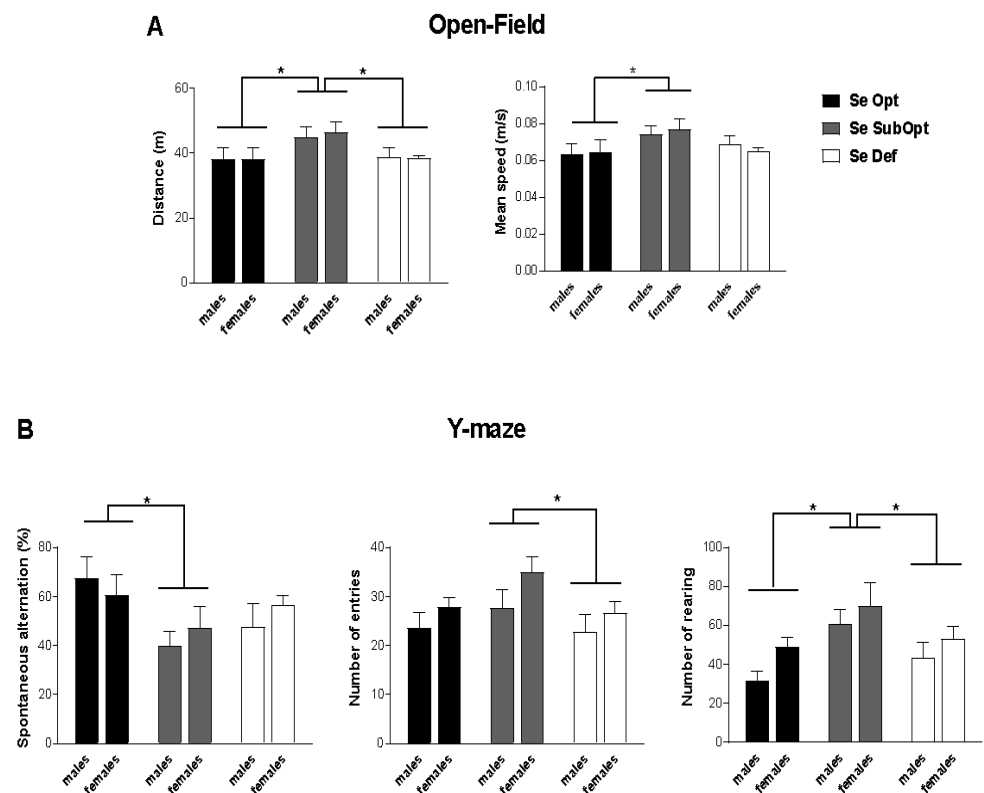 A
Open-Field
*
*
60
40
20
0
Distance (m)
males
females
males
females
males
females
*
0.10
0.08
0.06
0.04
0.02
0.00
Mean speed (m/s)
males
females
males
females
males
females
Se Opt
Se SubOpt
Se Def
B
Y-maze
*
80
60
40
20
0
Spontaneous alternation (%)
males
females
males
females
males
females
*
40
30
20
10
0
Number of entries
males
females
males
females
males
females
*
*
100
80
60
40
20
0
Number of rearing
males
females
males
females
males
females